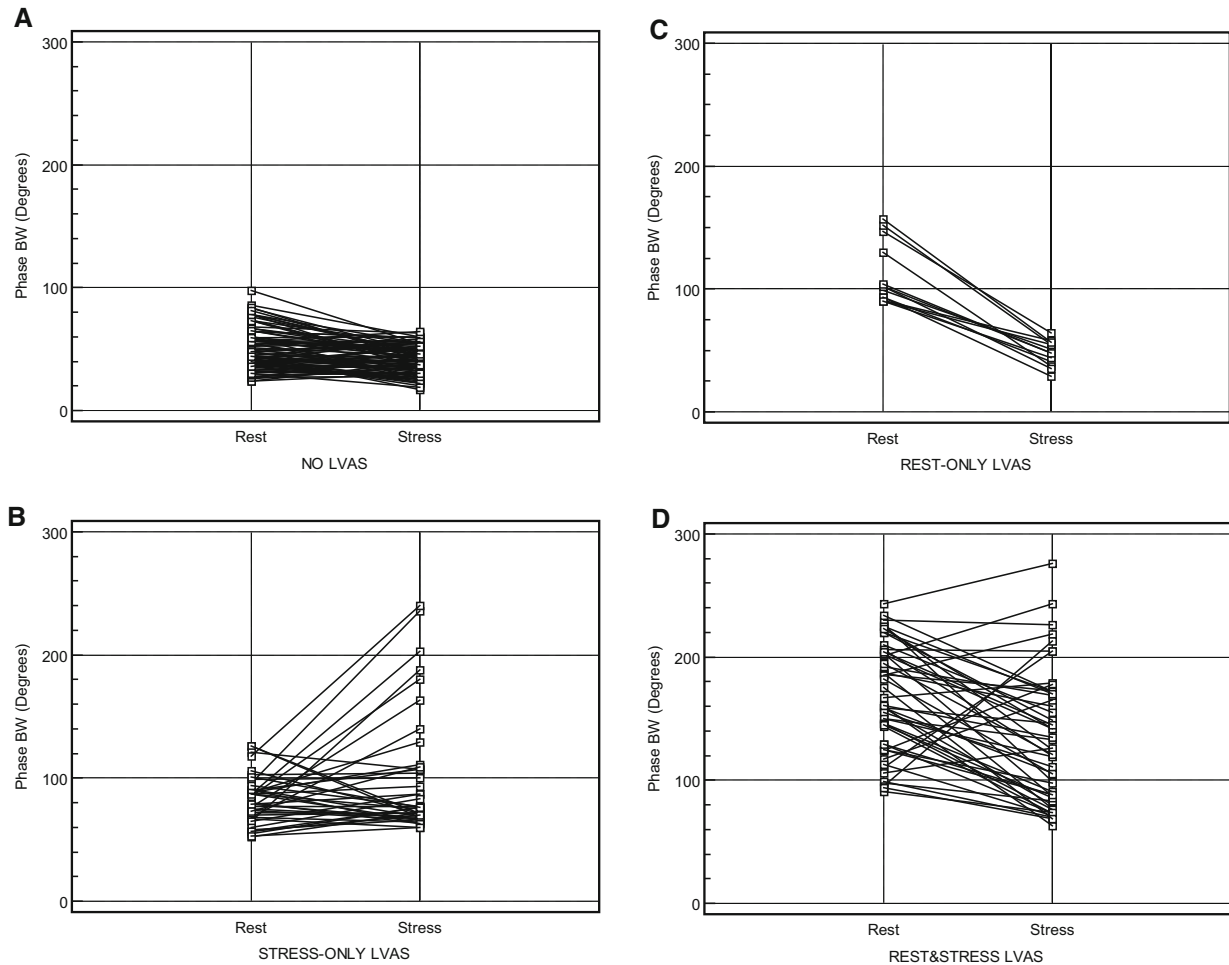 A
Phase BW (Degrees)
300
200
100
0
Rest
Stress
NO LVAS
B
Phase BW (Degrees)
300
200
100
0
Rest
Stress
STRESS-ONLY LVAS
C
Phase BW (Degrees)
300
200
100
0
Rest
Stress
REST-ONLY LVAS
D
Phase BW (Degrees)
300
200
100
0
Rest
Stress
REST&STRESS LVAS